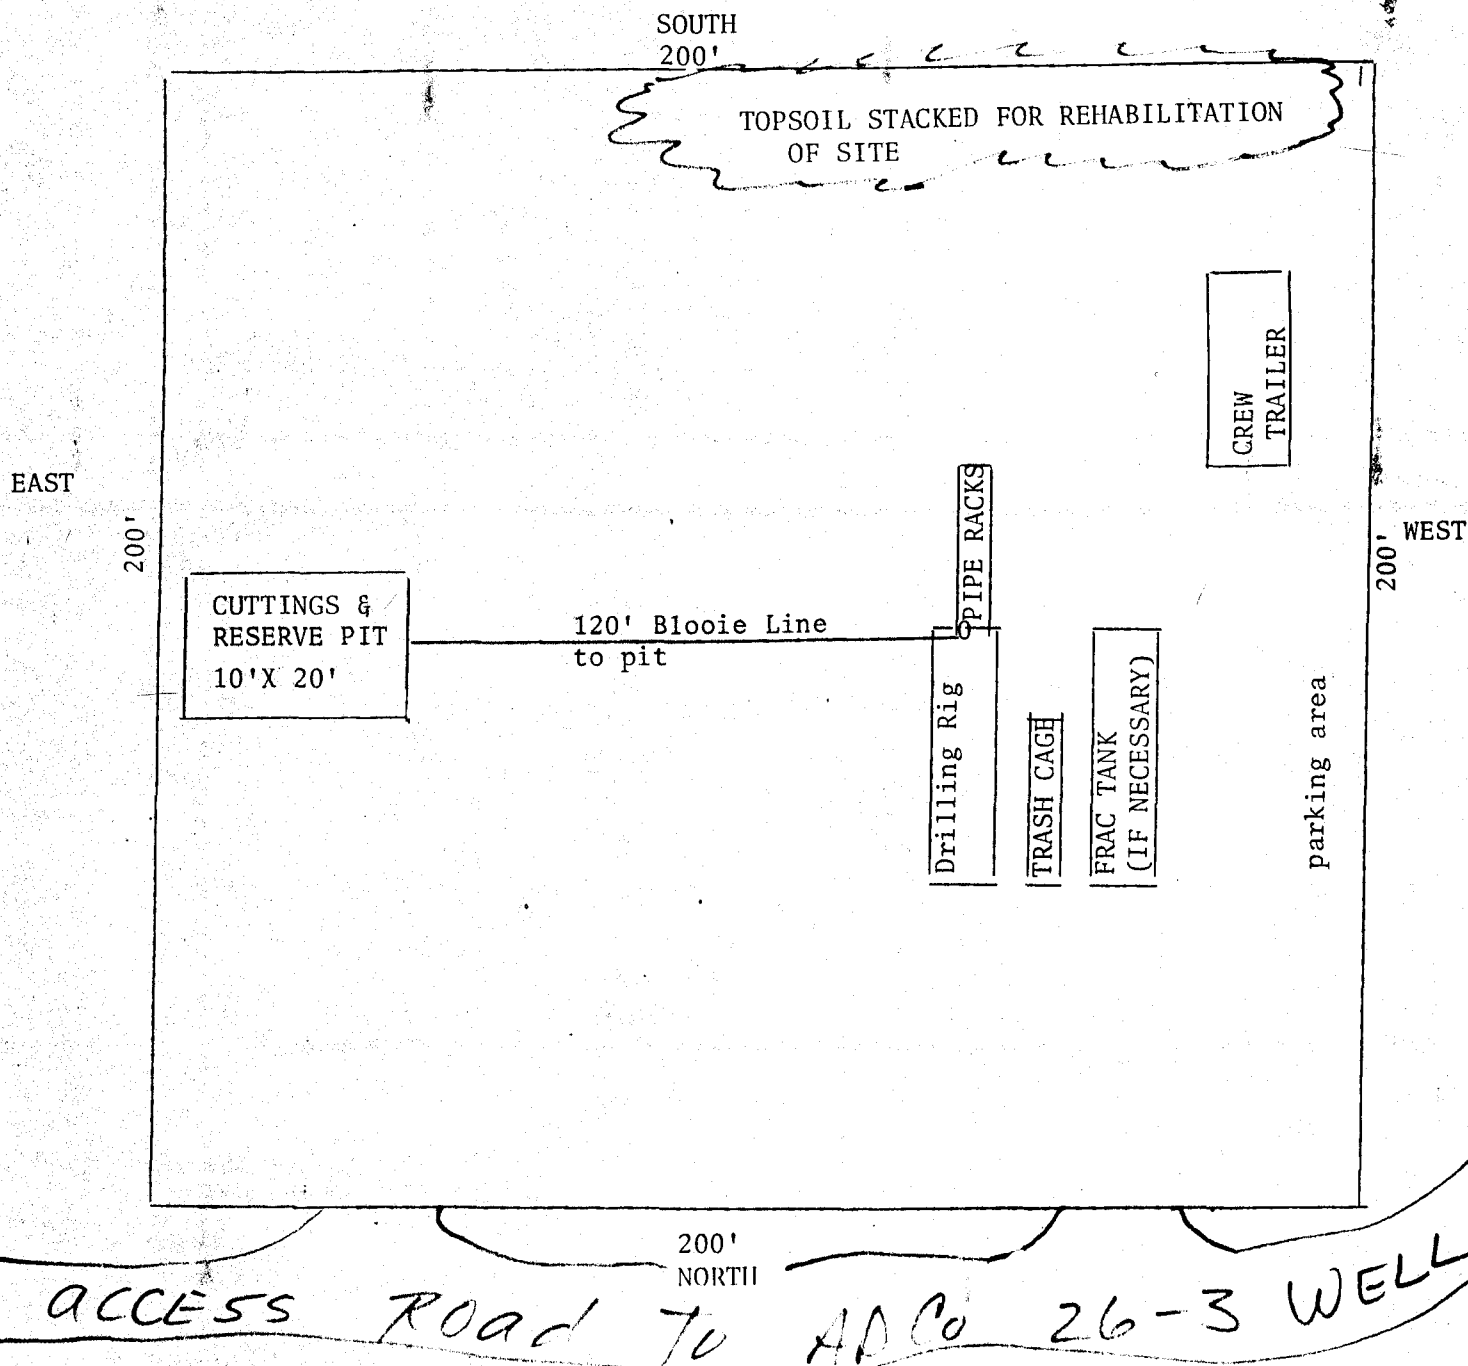 SOUTH
200'
TOPSOIL STACKED FOR REHABILITATION
OF SITE
CREW
TRAILER
EAST
200'
PIPE RACKS
200'
WEST
CUTTINGS &
RESERVE PIT
10'X 20'
120' Blooie Line
to pit
Drilling Rig
TRASH CAGE
FRAC TANK
(IF NECESSARY)
parking area
200'
NORTH
ACCESS ROad To APCo 26-3 WELL